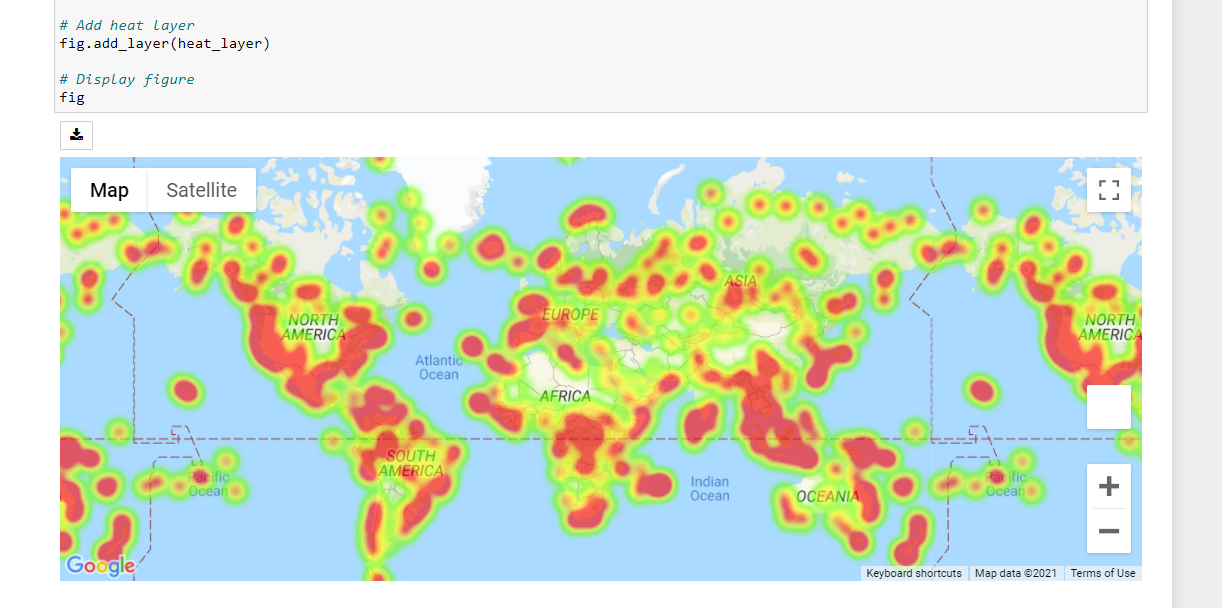 # Add heat layer
fig.add_layer(heat_layer)
# Display figure
fig
Map Satellite
ASIA
EUROPE
NORTH
AMERICA
NORTH
AMERICA
Atlantic
Ocean
AFRICA
SOUTH
AMERICA
Pacific
Ocean
Indian
Ocean
OCEANIA
Pacific
Ocean
Google
Keyboard shortcuts Map data ©2021 Terms of Use